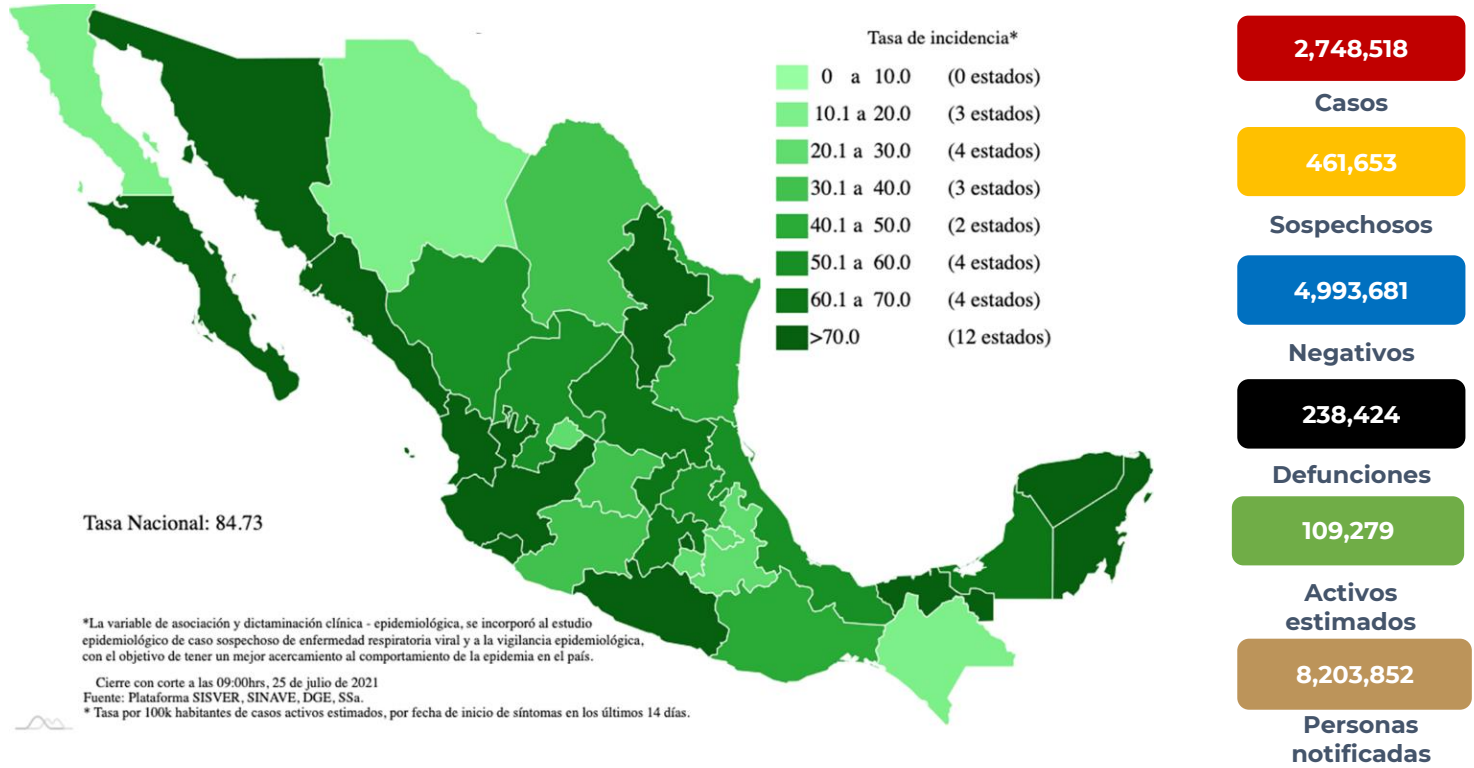 Tasa de incidencia*
0 a 10.0 (0 estados)
10.1 a 20.0 (3 estados)
20.1 a 30.0 (4 estados)
30.1 a 40.0 (3 estados)
40.1 a 50.0 (2 estados)
50.1 a 60.0 (4 estados)
60.1 a 70.0 (4 estados)
>70.0 (12 estados)
Tasa Nacional: 84.73
*La variable de asociación y dictaminación clínica - epidemiológica, se incorporó al estudio
epidemiológico de caso sospechoso de enfermedad respiratoria viral y a la vigilancia epidemiológica,
con el objetivo de tener un mejor acercamiento al comportamiento de la epidemia en el país.
Cierre con corte a las 09:00hrs, 25 de julio de 2021
Fuente: Plataforma SISVER, SINAVE, DGE, SSa.
* Tasa por 100k habitantes de casos activos estimados, por fecha de inicio de síntomas en los últimos 14 días.
2,748,518
Casos
461,653
Sospechosos
4,993,681
Negativos
238,424
Defunciones
109,279
Activos
estimados
8,203,852
Personas
notificadas